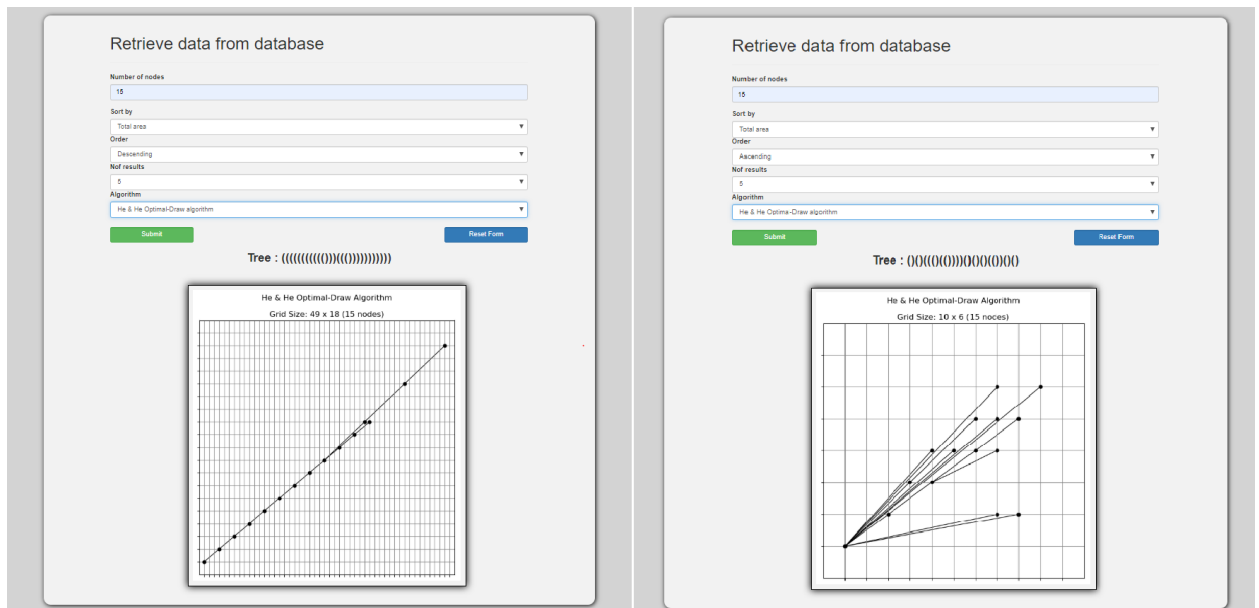 Retrieve data from database
Number of nodes
15
Sort by
Total area
Order
Descending
Nof results
5
Algorithm
He & He Optimal-Draw algorithm
Submit
Reset Form
He & He Optimal-Draw Algorithm
Grid Size: 49 x 18 (15 nodes)
Retrieve data from database
Number of nodes
15
Sort by
Total area
Order
Ascending
Nof results
5
Algorithm
He & He Optima-Draw algorithm
Submit
Reset Form
He & He Optimal-Draw Algorithm
Grid Size: 10 x 6 (15 noces)